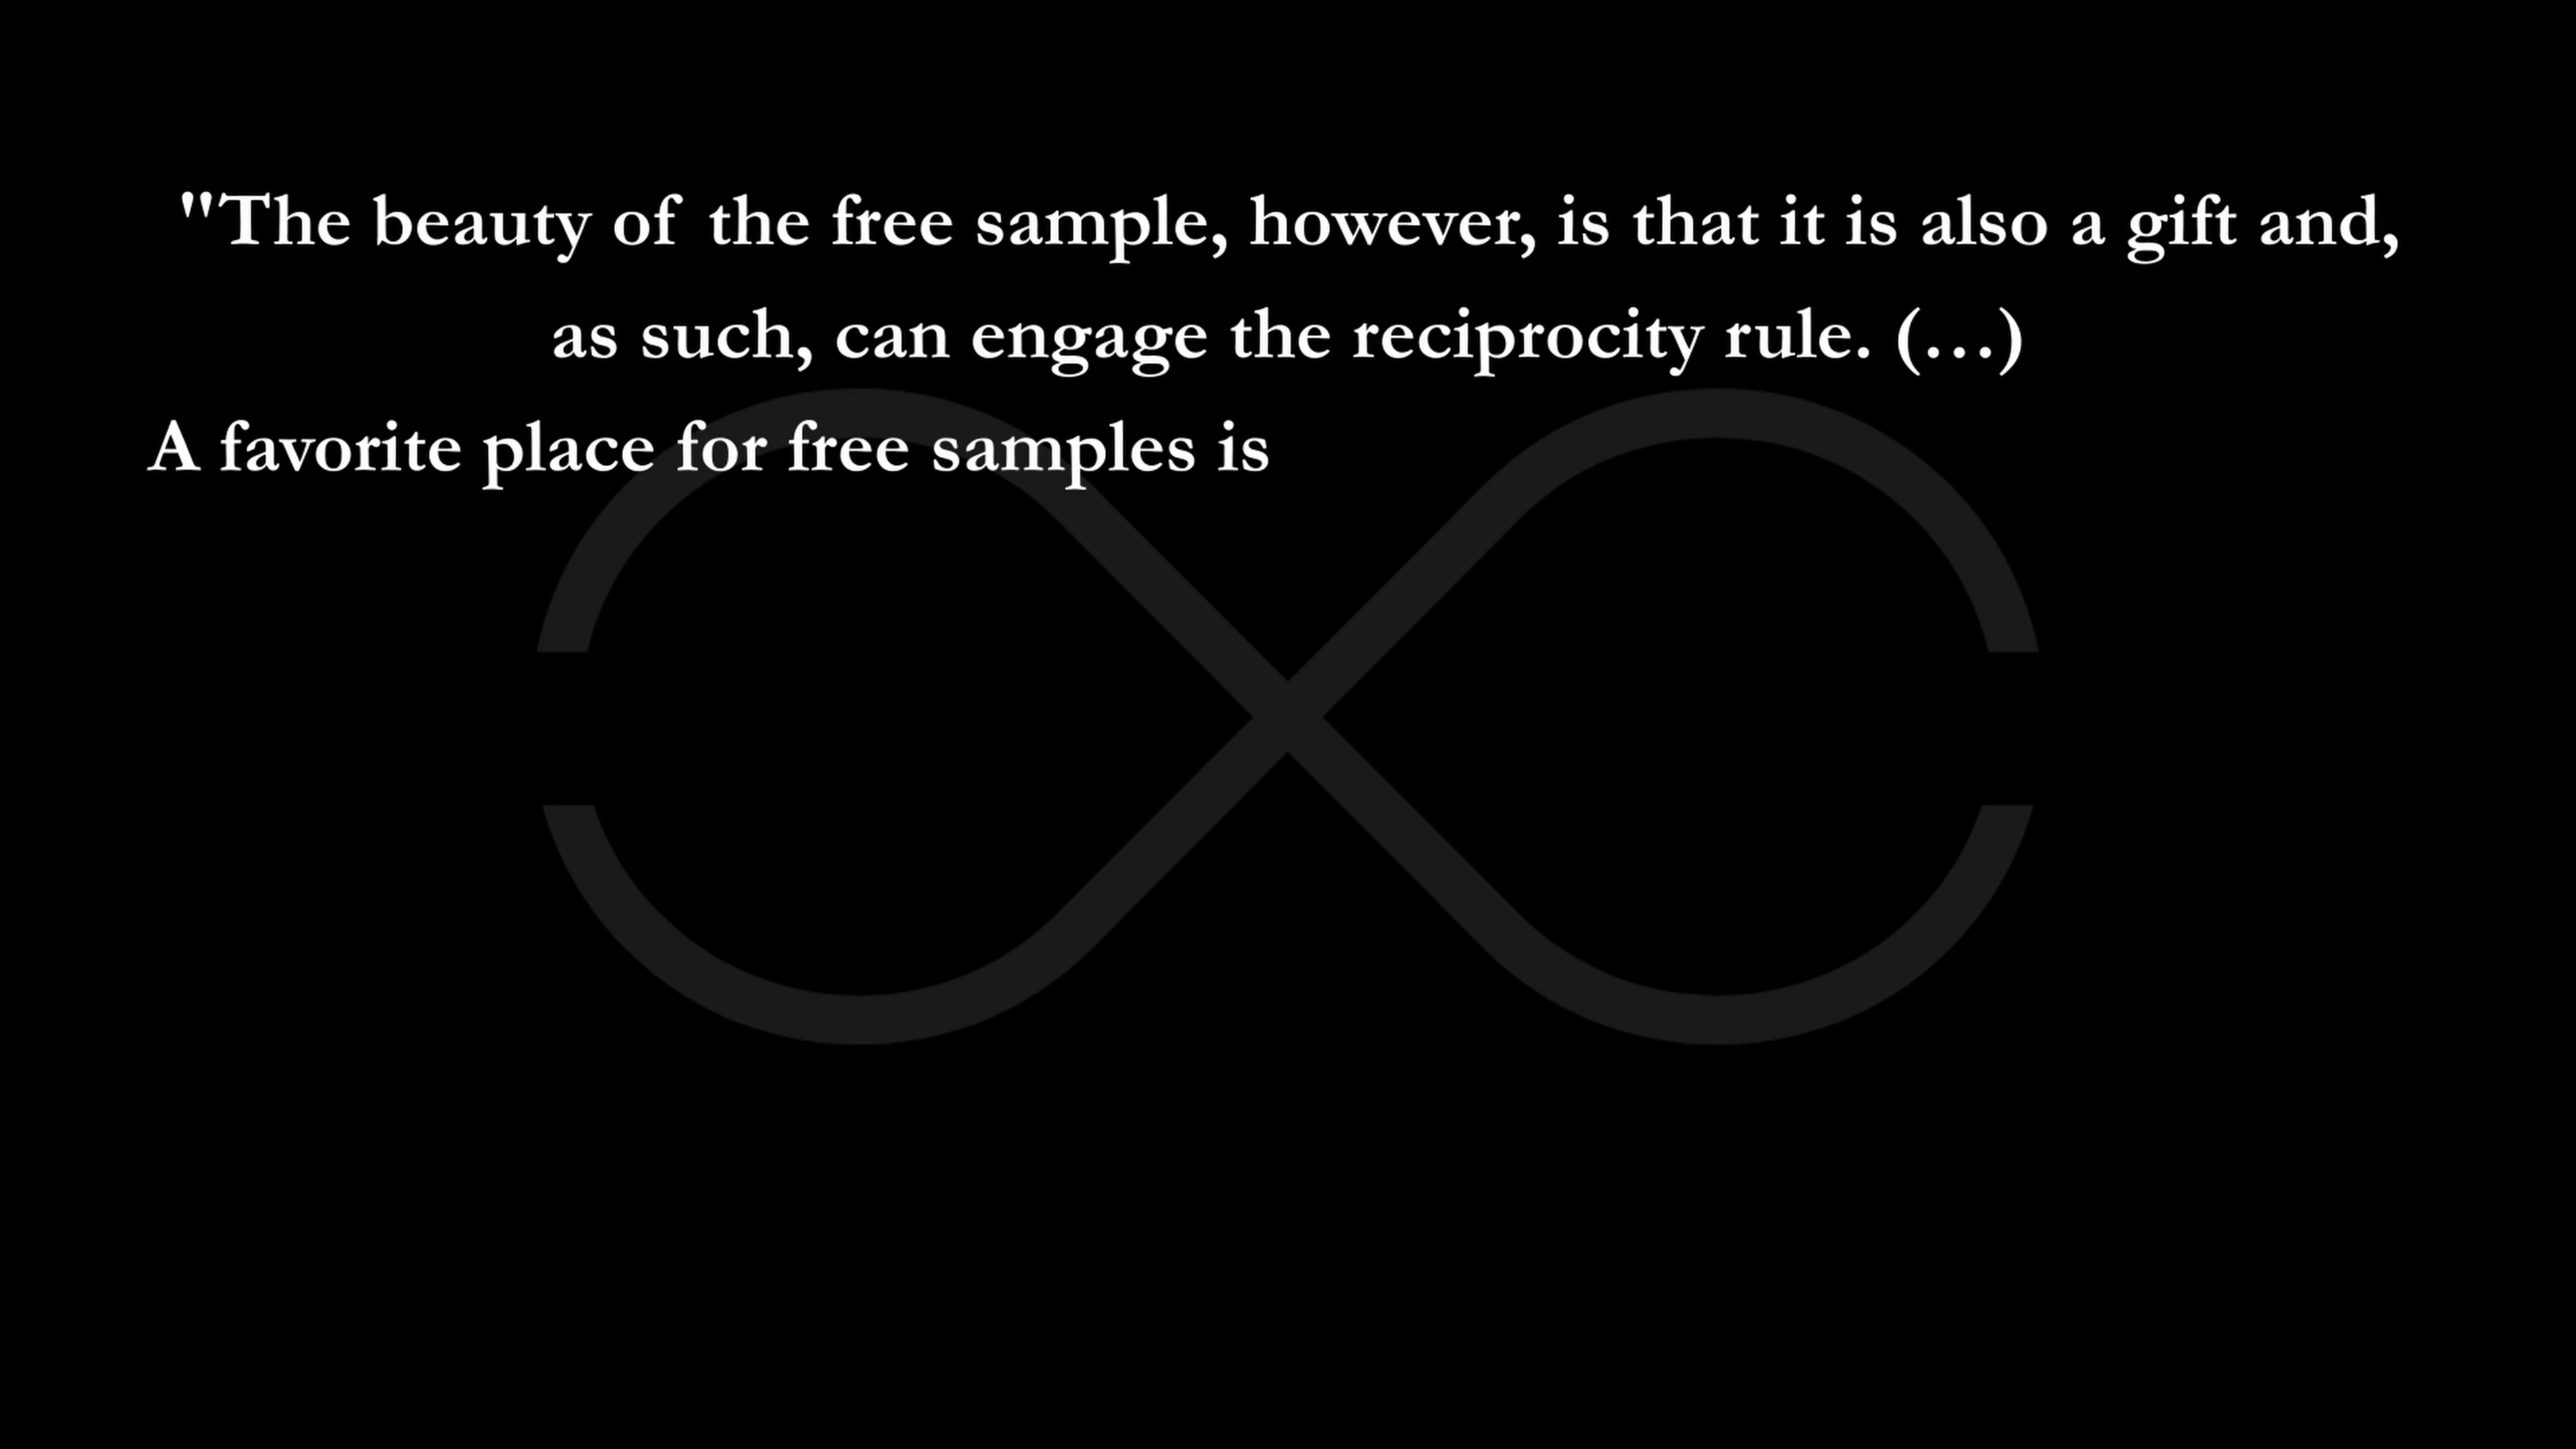 "The beauty of the free sample, however, is that it is also a gift and,
as such, can engage the reciprocity rule. (…)
A favorite place for free samples is